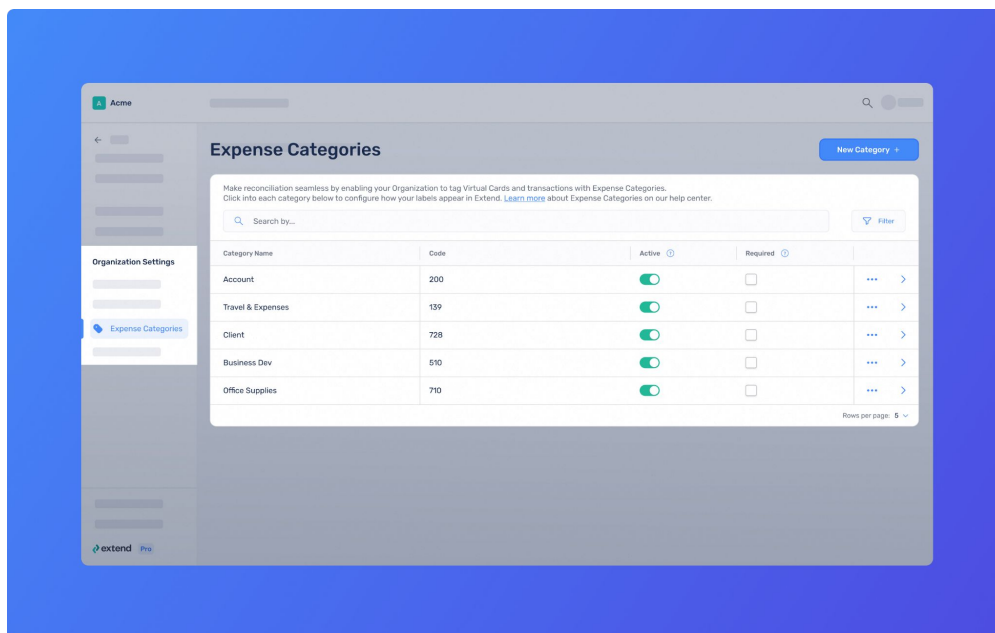 A Acme
Expense Categories
New Category +
Make reconciliation seamless by enabling your Organization to tag Virtual Cards and transactions with Expense Categories.
Click into each category below to configure how your labels appear in Extend. Learn more about Expense Categories on our help center.
Search by...
Filter
Organization Settings
Expense Categories
Category Name Code Active ? Required ?
Account 200
Travel & Expenses 139
Client 728
Business Dev 510
Office Supplies 710
Rows per page: 5
extend Pro